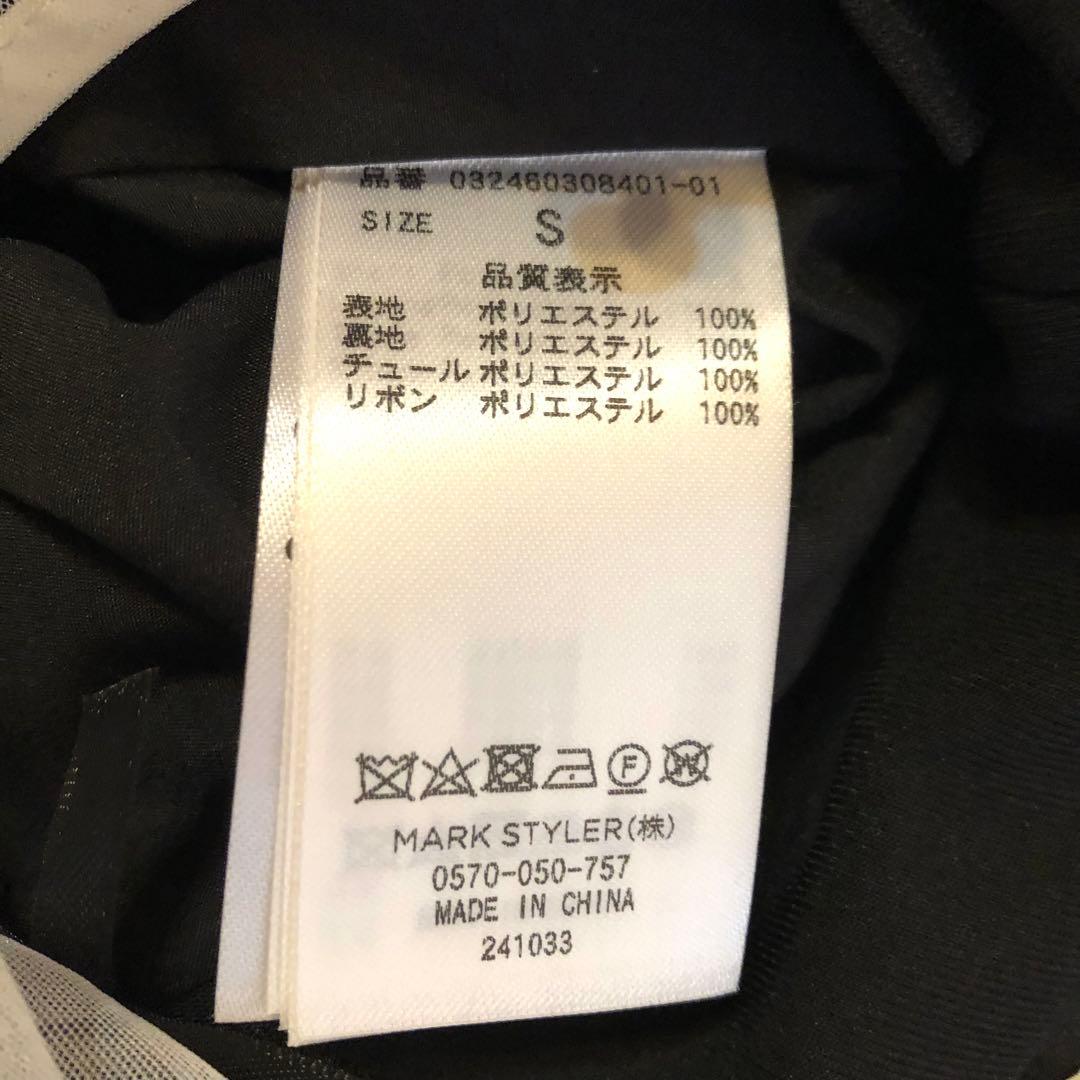 品番 032460308401-01
SIZE S
品質表示
表地 ポリエステル 100%
裏地 ポリエステル 100%
チュール ポリエステル 100%
リボン ポリエステル 100%
F
W
MARK STYLER(株)
0570-050-757
MADE IN CHINA
241033